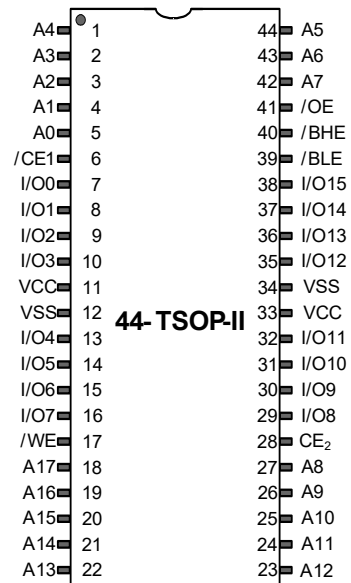 A4 1 44 A5
A3 2 43 A6
A2 3 42 A7
A1 4 41 /OE
A0 5 40 /BHE
/CE1 6 39 /BLE
I/O0 7 38 I/O15
I/O1 8 37 I/O14
I/O2 9 36 I/O13
I/O3 10 35 I/O12
VCC 11 34 VSS
VSS 12 33 VCC
44-TSOP-II
I/O4 13 32 I/O11
I/O5 14 31 I/O10
I/O6 15 30 I/O9
I/O7 16 29 I/O8
/WE 17 28 CE₂
A17 18 27 A8
A16 19 26 A9
A15 20 25 A10
A14 21 24 A11
A13 22 23 A12